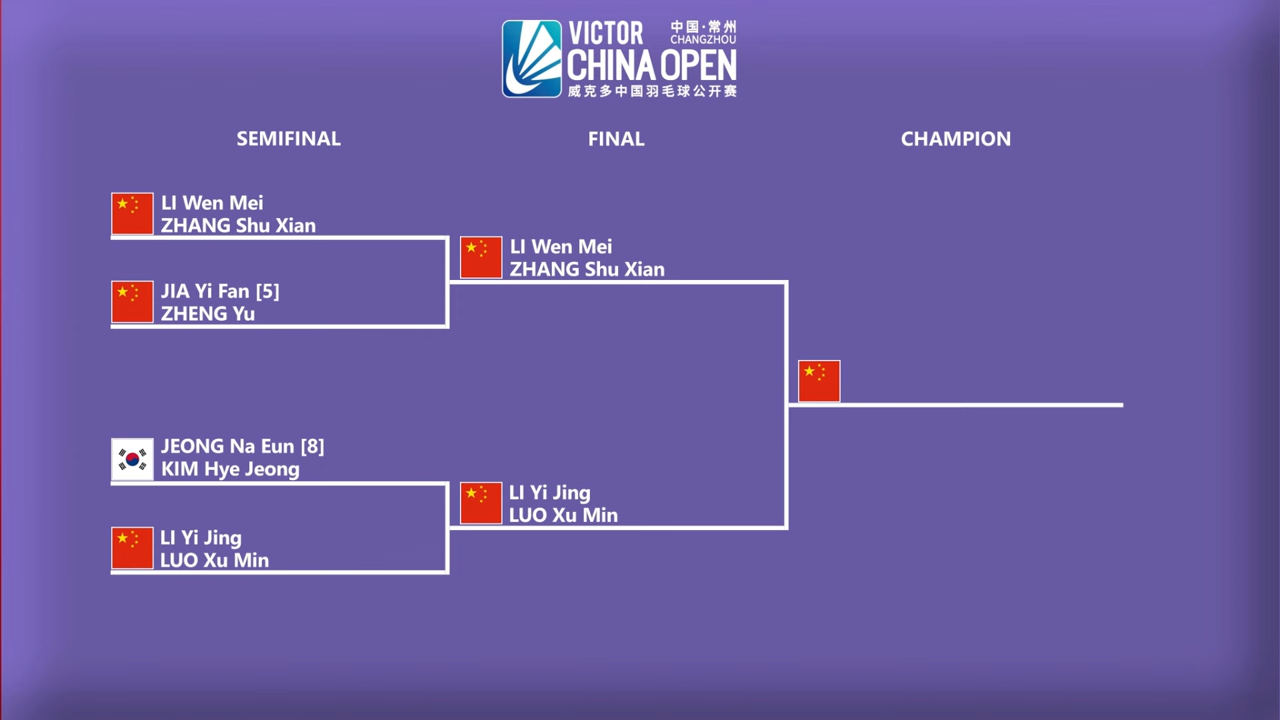 VICTOR
中国·常州
CHANGZHOU
CHINA OPEN
威克多中国羽毛球公开赛
SEMIFINAL
FINAL
CHAMPION
LI Wen Mei
ZHANG Shu Xian
JIA Yi Fan [5]
ZHENG Yu
JEONG Na Eun [8]
KIM Hye Jeong
LI Yi Jing
LUO Xu Min
LI Wen Mei
ZHANG Shu Xian
LI Yi Jing
LUO Xu Min